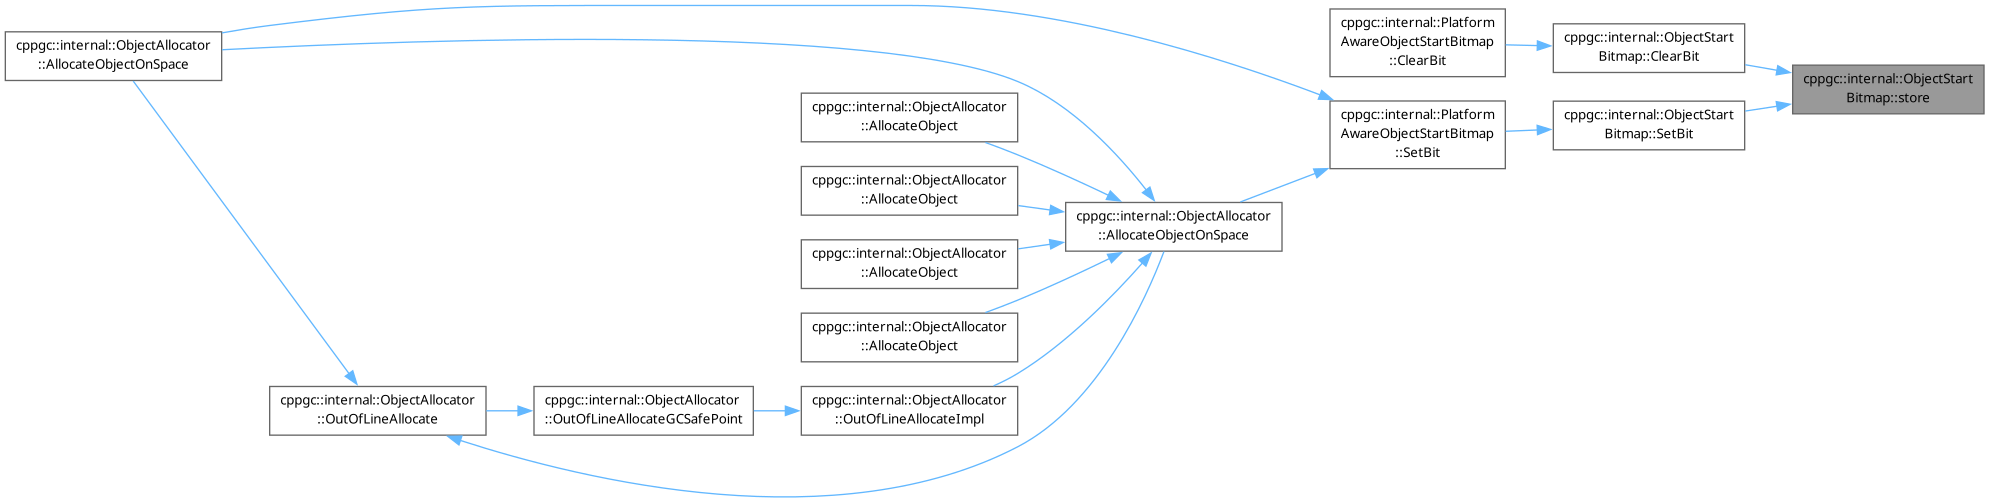 cppgc::internal::ObjectAllocator
::AllocateObjectOnSpace
cppgc::internal::Platform
AwareObjectStartBitmap
::ClearBit
cppgc::internal::ObjectStart
Bitmap::ClearBit
cppgc::internal::ObjectStart
Bitmap::store
cppgc::internal::ObjectAllocator
::AllocateObject
cppgc::internal::Platform
AwareObjectStartBitmap
::SetBit
cppgc::internal::ObjectStart
Bitmap::SetBit
cppgc::internal::ObjectAllocator
::AllocateObject
cppgc::internal::ObjectAllocator
::AllocateObjectOnSpace
cppgc::internal::ObjectAllocator
::AllocateObject
cppgc::internal::ObjectAllocator
::AllocateObject
cppgc::internal::ObjectAllocator
::OutOfLineAllocate
cppgc::internal::ObjectAllocator
::OutOfLineAllocateGCSafePoint
cppgc::internal::ObjectAllocator
::OutOfLineAllocateImpl